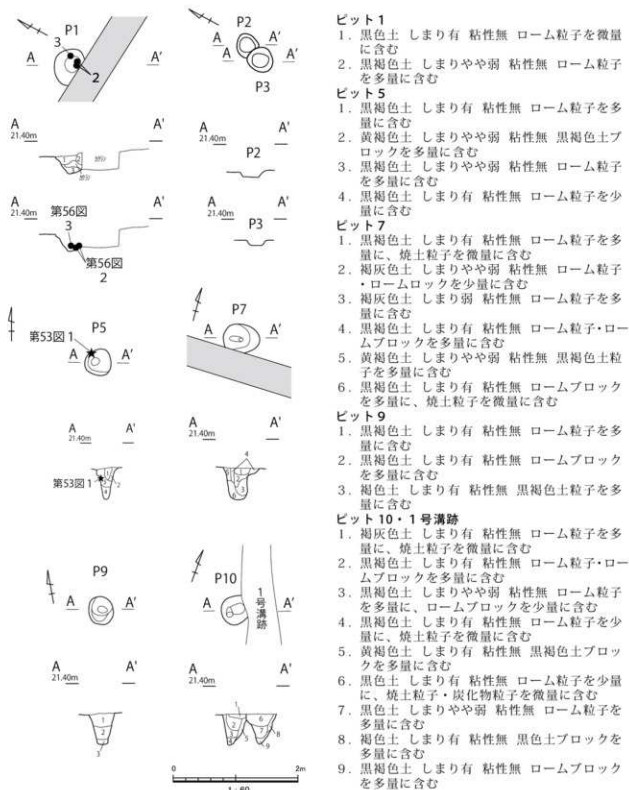 P1
3
A
A'
2
P2
A
A'
P3
A
21.40m
A'
1
2
3
カクラン
カクラン
A
21.40m
A'
P2
A
21.40m
A'
第56図
3
第56図
2
A
21.40m
A'
P3
第53図 1
P5
A
A'
P7
A
A'
A
21.40m
A'
第53図 1
2
4
A
21.40m
A'
4
P9
A
A'
P10
A
A'
1号溝跡
A
21.40m
A'
1
2
3
A
21.40m
A'
1
2
6
7
8
5
9
0
2m
1:60
ピット1
1. 黒色土 しまり有 粘性無 ローム粒子を微量
に含む
2. 黒褐色土 しまりやや弱 粘性無 ローム粒子
を多量に含む
ピット5
1. 黒褐色土 しまり有 粘性無 ローム粒子を多
量に含む
2. 黄褐色土 しまりやや弱 粘性無 黒褐色土ブ
ロックを多量に含む
3. 黒褐色土 しまりやや弱 粘性無 ローム粒子
を多量に含む
4. 黒褐色土 しまり有 粘性無 ローム粒子を少
量に含む
ピット7
1. 黒褐色土 しまり有 粘性無 ローム粒子を多
量に、焼土粒子を微量に含む
2. 褐灰色土 しまりやや弱 粘性無 ローム粒子
・ロームロックを少量に含む
3. 褐灰色土 しまり弱 粘性無 ローム粒子を多
量に含む
4. 黒褐色土 しまり有 粘性無 ローム粒子・ロー
ムブロックを多量に含む
5. 黄褐色土 しまりやや弱 粘性無 黒褐色土粒
子を多量に含む
6. 黒褐色土 しまり有 粘性無 ロームブロック
を多量に、焼土粒子を微量に含む
ピット9
1. 黒褐色土 しまり有 粘性無 ローム粒子を多
量に含む
2. 黒褐色土 しまり有 粘性無 ロームブロック
を多量に含む
3. 褐色土 しまり有 粘性無 黒褐色土粒子を多
量に含む
ピット10・1号溝跡
1. 褐灰色土 しまり有 粘性無 ローム粒子を多
量に、焼土粒子を微量に含む
2. 黒褐色土 しまり有 粘性無 ローム粒子・ロー
ムブロックを多量に含む
3. 黒褐色土 しまりやや弱 粘性無 ローム粒子
を多量に、ロームブロックを少量に含む
4. 黒褐色土 しまり有 粘性無 ローム粒子を少
量に、焼土粒子を微量に含む
5. 黄褐色土 しまり有 粘性無 黒褐色土ブロッ
クを多量に含む
6. 黒色土 しまり有 粘性無 ローム粒子を少量
に、焼土粒子・炭化物粒子を微量に含む
7. 黒色土 しまりやや弱 粘性無 ローム粒子を
多量に含む
8. 褐色土 しまり有 粘性無 黒色土ブロックを
多量に含む
9. 黒褐色土 しまり有 粘性無 ロームブロック
を多量に含む